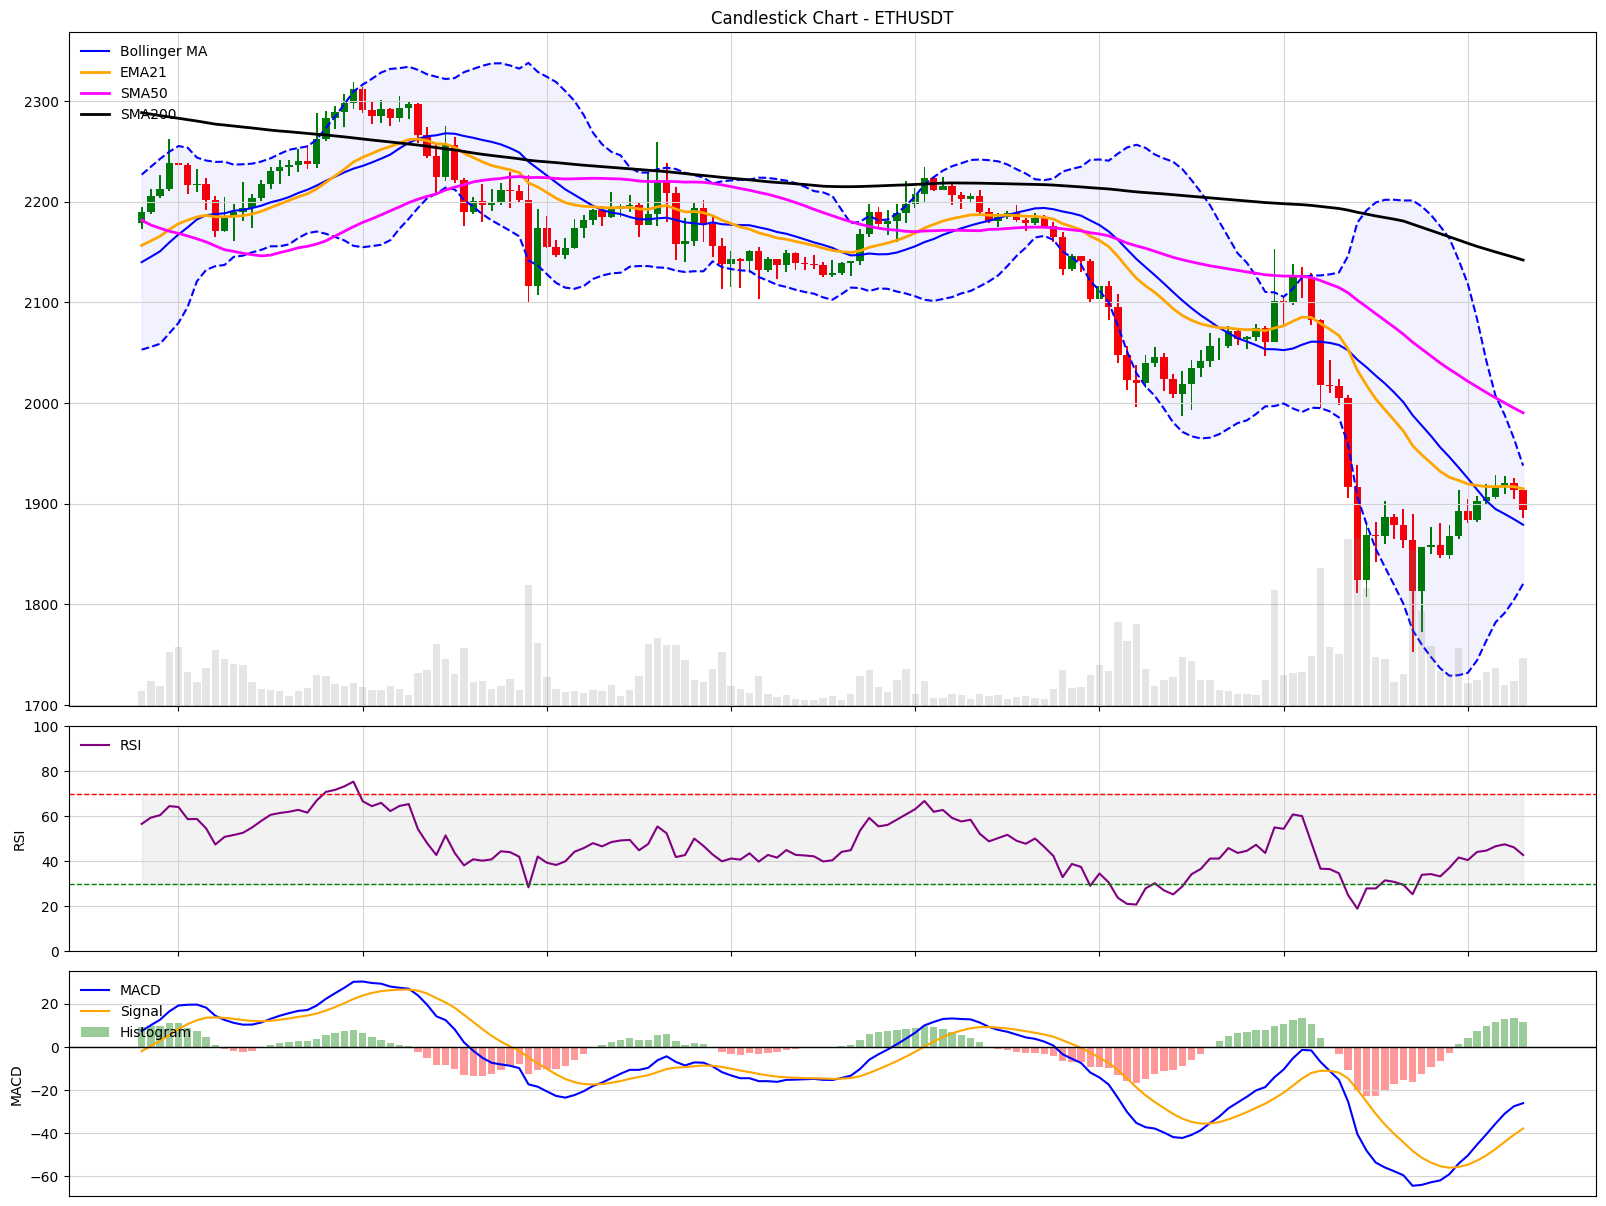 Candlestick Chart - ETHUSDT
Bollinger MA
EMA21
SMA50
SMA200
2300
2200
2100
2000
1900
1800
1700
100
80
60
40
20
0
RSI
RSI
20
0
−20
−40
−60
MACD
MACD
Signal
Histogram